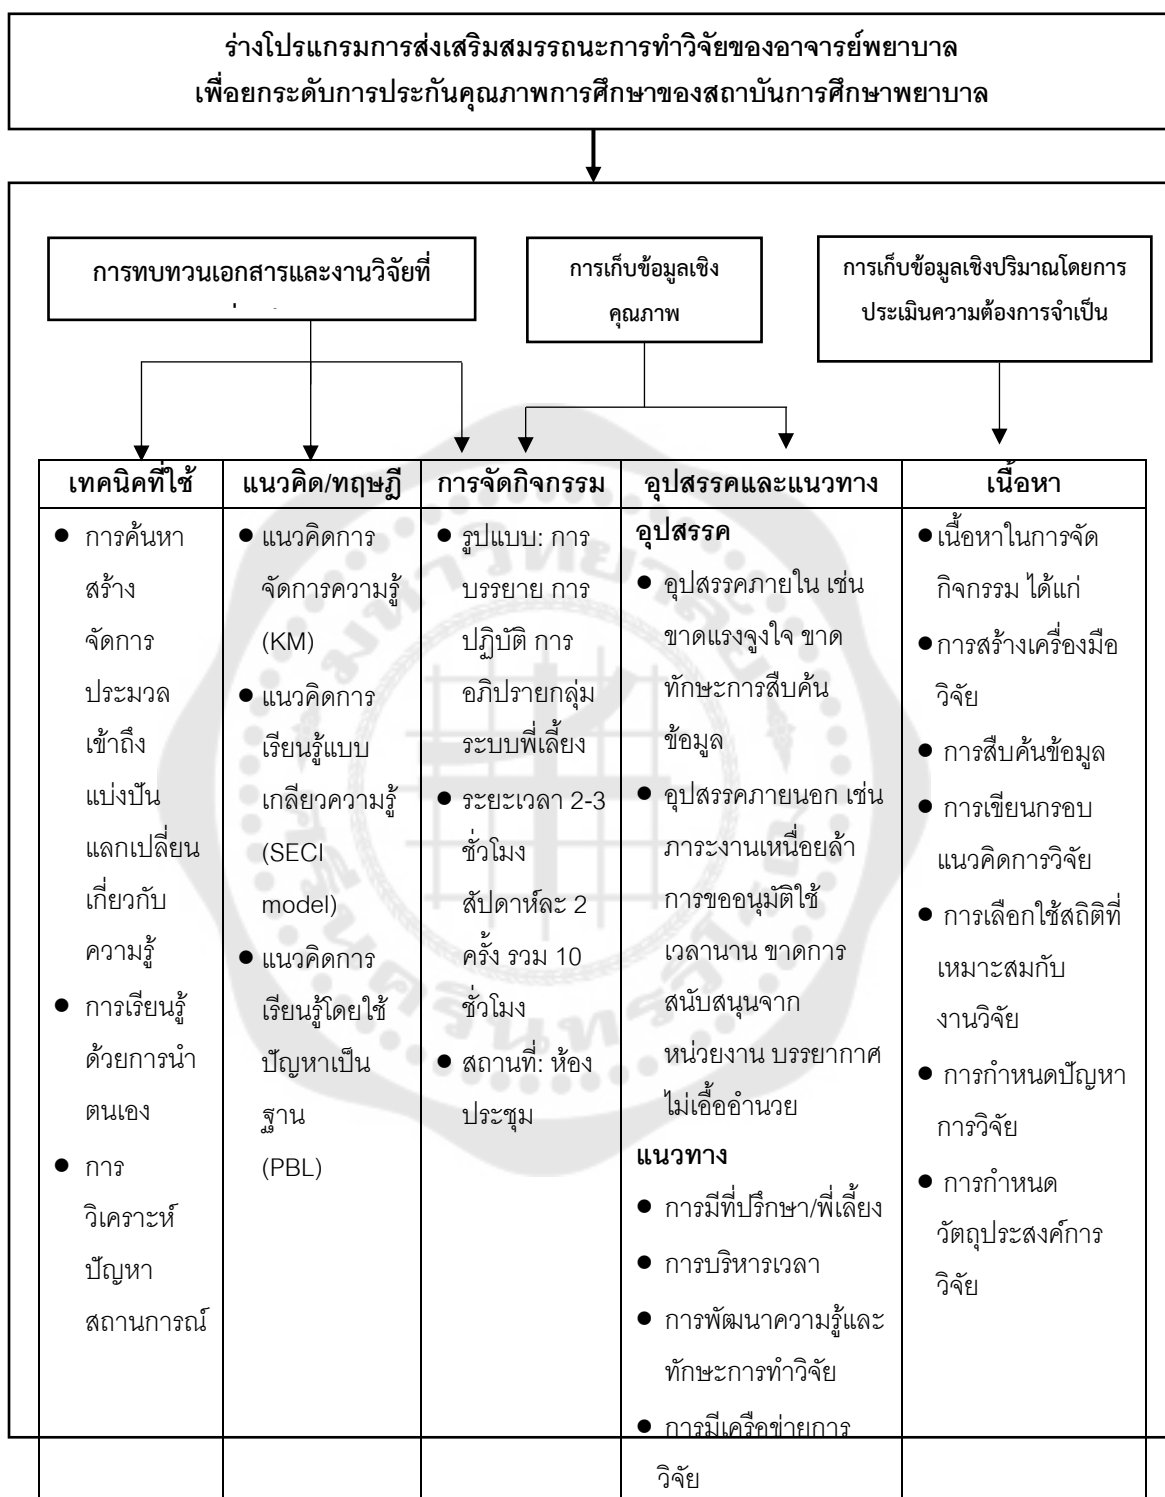 ร่างโปรแกรมการส่งเสริมสมรรถนะการทำวิจัยของอาจารย์พยาบาล
เพื่อยกระดับการประกันคุณภาพการศึกษาของสถาบันการศึกษาพยาบาล
การทบทวนเอกสารและงานวิจัยที่
การเก็บข้อมูลเชิง
คุณภาพ
การเก็บข้อมูลเชิงปริมาณโดยการ
ประเมินความต้องการจำเป็น
เทคนิคที่ใช้
● การค้นหา
สร้าง
จัดการ
ประมวล
เข้าถึง
แบ่งปัน
แลกเปลี่ยน
เกี่ยวกับ
ความรู้
● การเรียนรู้
ด้วยการนำ
ตนเอง
● การ
วิเคราะห์
ปัญหา
สถานการณ์
แนวคิด/ทฤษฎี
● แนวคิดการ
จัดการความรู้
(KM)
● แนวคิดการ
เรียนรู้แบบ
เกลียวความรู้
(SECI
model)
● แนวคิดการ
เรียนรู้โดยใช้
ปัญหาเป็น
ฐาน
(PBL)
การจัดกิจกรรม
● รูปแบบ: การ
บรรยาย การ
ปฏิบัติ การ
อภิปรายกลุ่ม
ระบบพี่เลี้ยง
● ระยะเวลา 2-3
ชั่วโมง
สัปดาห์ละ 2
ครั้ง รวม 10
ชั่วโมง
● สถานที่: ห้อง
ประชุม
อุปสรรคและแนวทาง
อุปสรรค
● อุปสรรคภายใน เช่น
ขาดแรงจูงใจ ขาด
ทักษะการสืบค้น
ข้อมูล
● อุปสรรคภายนอก เช่น
ภาระงานเหนื่อยล้า
การขออนุมัติใช้
เวลานาน ขาดการ
สนับสนุนจาก
หน่วยงาน บรรยากาศ
ไม่เอื้ออำนวย
แนวทาง
● การมีที่ปรึกษา/พี่เลี้ยง
● การบริหารเวลา
● การพัฒนาความรู้และ
ทักษะการทำวิจัย
● การมีเครือข่ายการ
วิจัย
เนื้อหา
● เนื้อหาในการจัด
กิจกรรม ได้แก่
● การสร้างเครื่องมือ
วิจัย
● การสืบค้นข้อมูล
● การเขียนกรอบ
แนวคิดการวิจัย
● การเลือกใช้สถิติที่
เหมาะสมกับ
งานวิจัย
● การกำหนดปัญหา
การวิจัย
● การกำหนด
วัตถุประสงค์การ
วิจัย